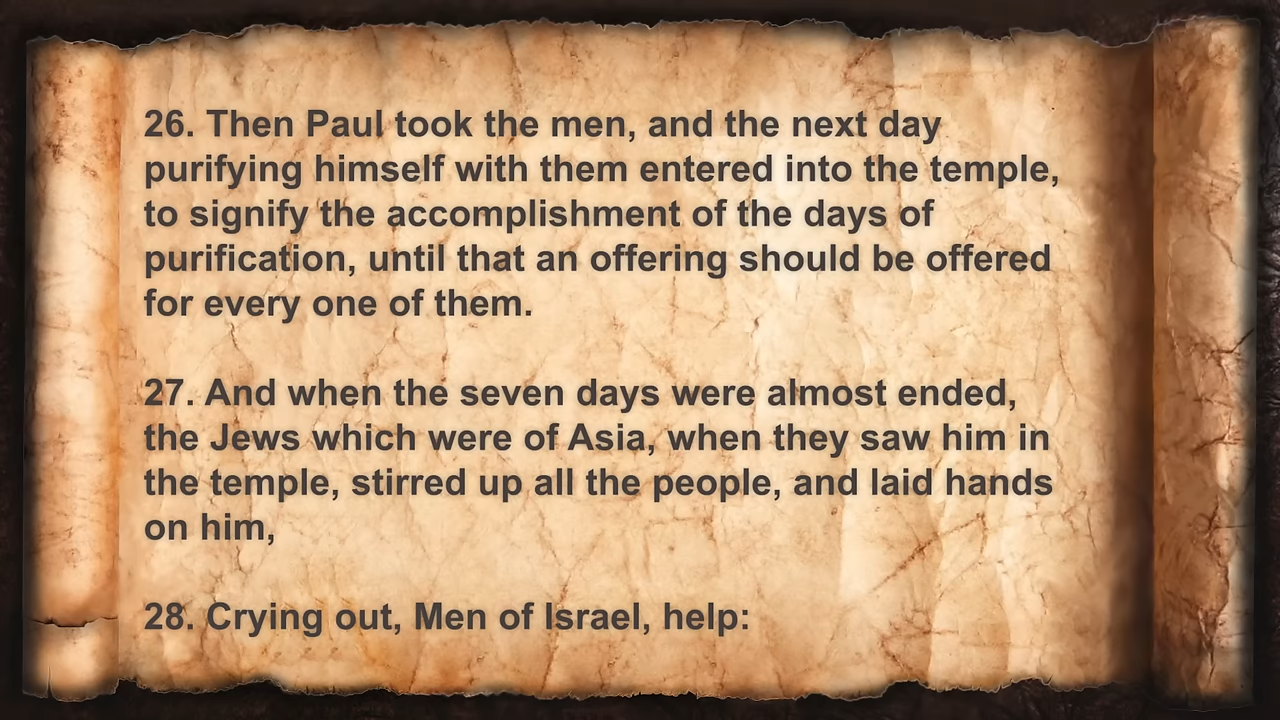 26. Then Paul took the men, and the next day
purifying himself with them entered into the temple,
to signify the accomplishment of the days of
purification, until that an offering should be offered
for every one of them.
27. And when the seven days were almost ended,
the Jews which were of Asia, when they saw him in
the temple, stirred up all the people, and laid hands
on him,
28. Crying out, Men of Israel, help: